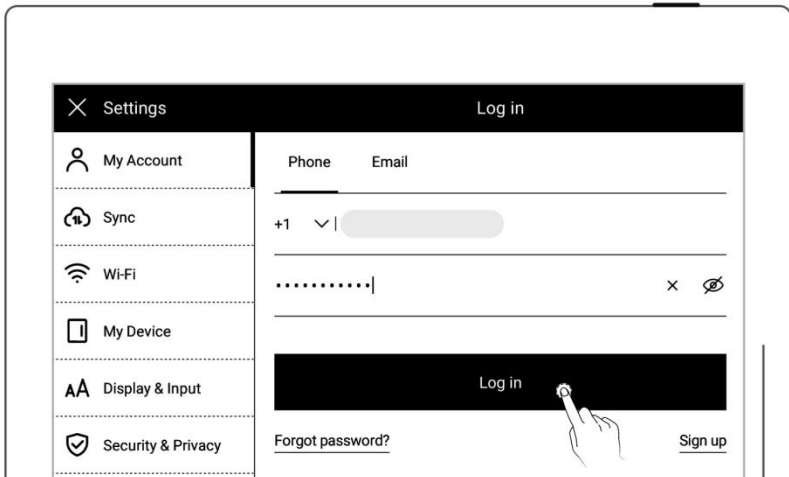 Settings
Log in
My Account
Sync
Wi-Fi
My Device
Display & Input
Security & Privacy
Phone Email
+1
•••••••••••
Log in
Forgot password? Sign up